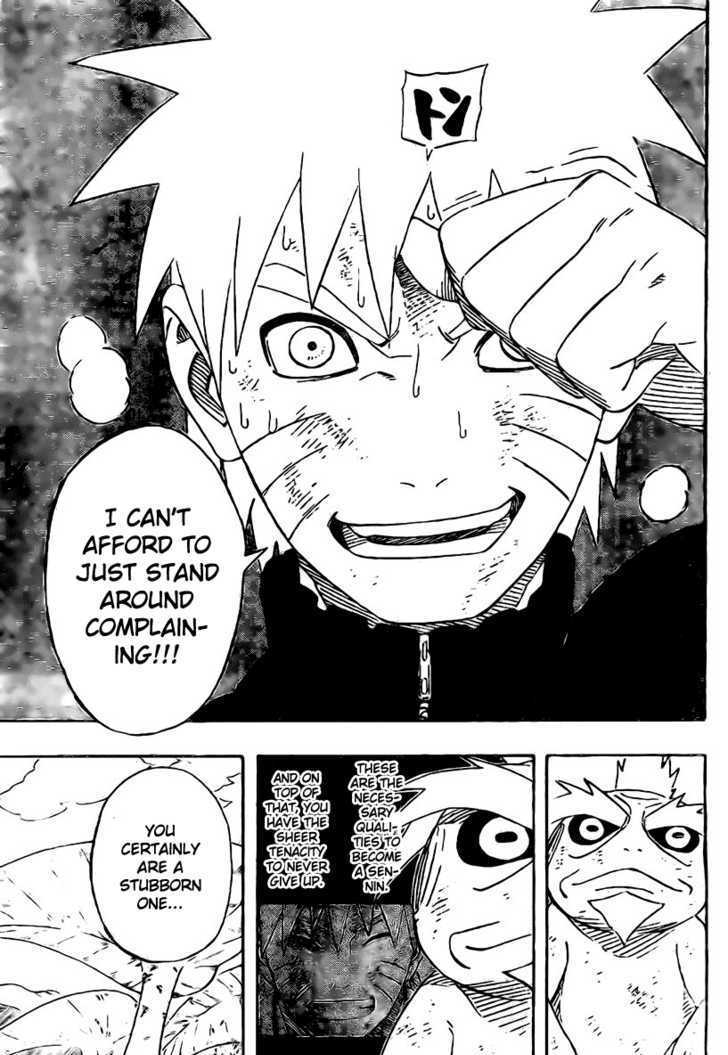 トン
I CAN'T
AFFORD TO
JUST STAND
AROUND
COMPLAIN-
ING!!!
THESE
ARE THE
NECES-
SARY
QUALI-
TIES TO
BECOME
A SEN-
NIN.
AND ON
TOP OF
THAT, YOU
HAVE THE
SHEER
TENACITY
TO NEVER
GIVE UP.
YOU
CERTAINLY
ARE A
STUBBORN
ONE...